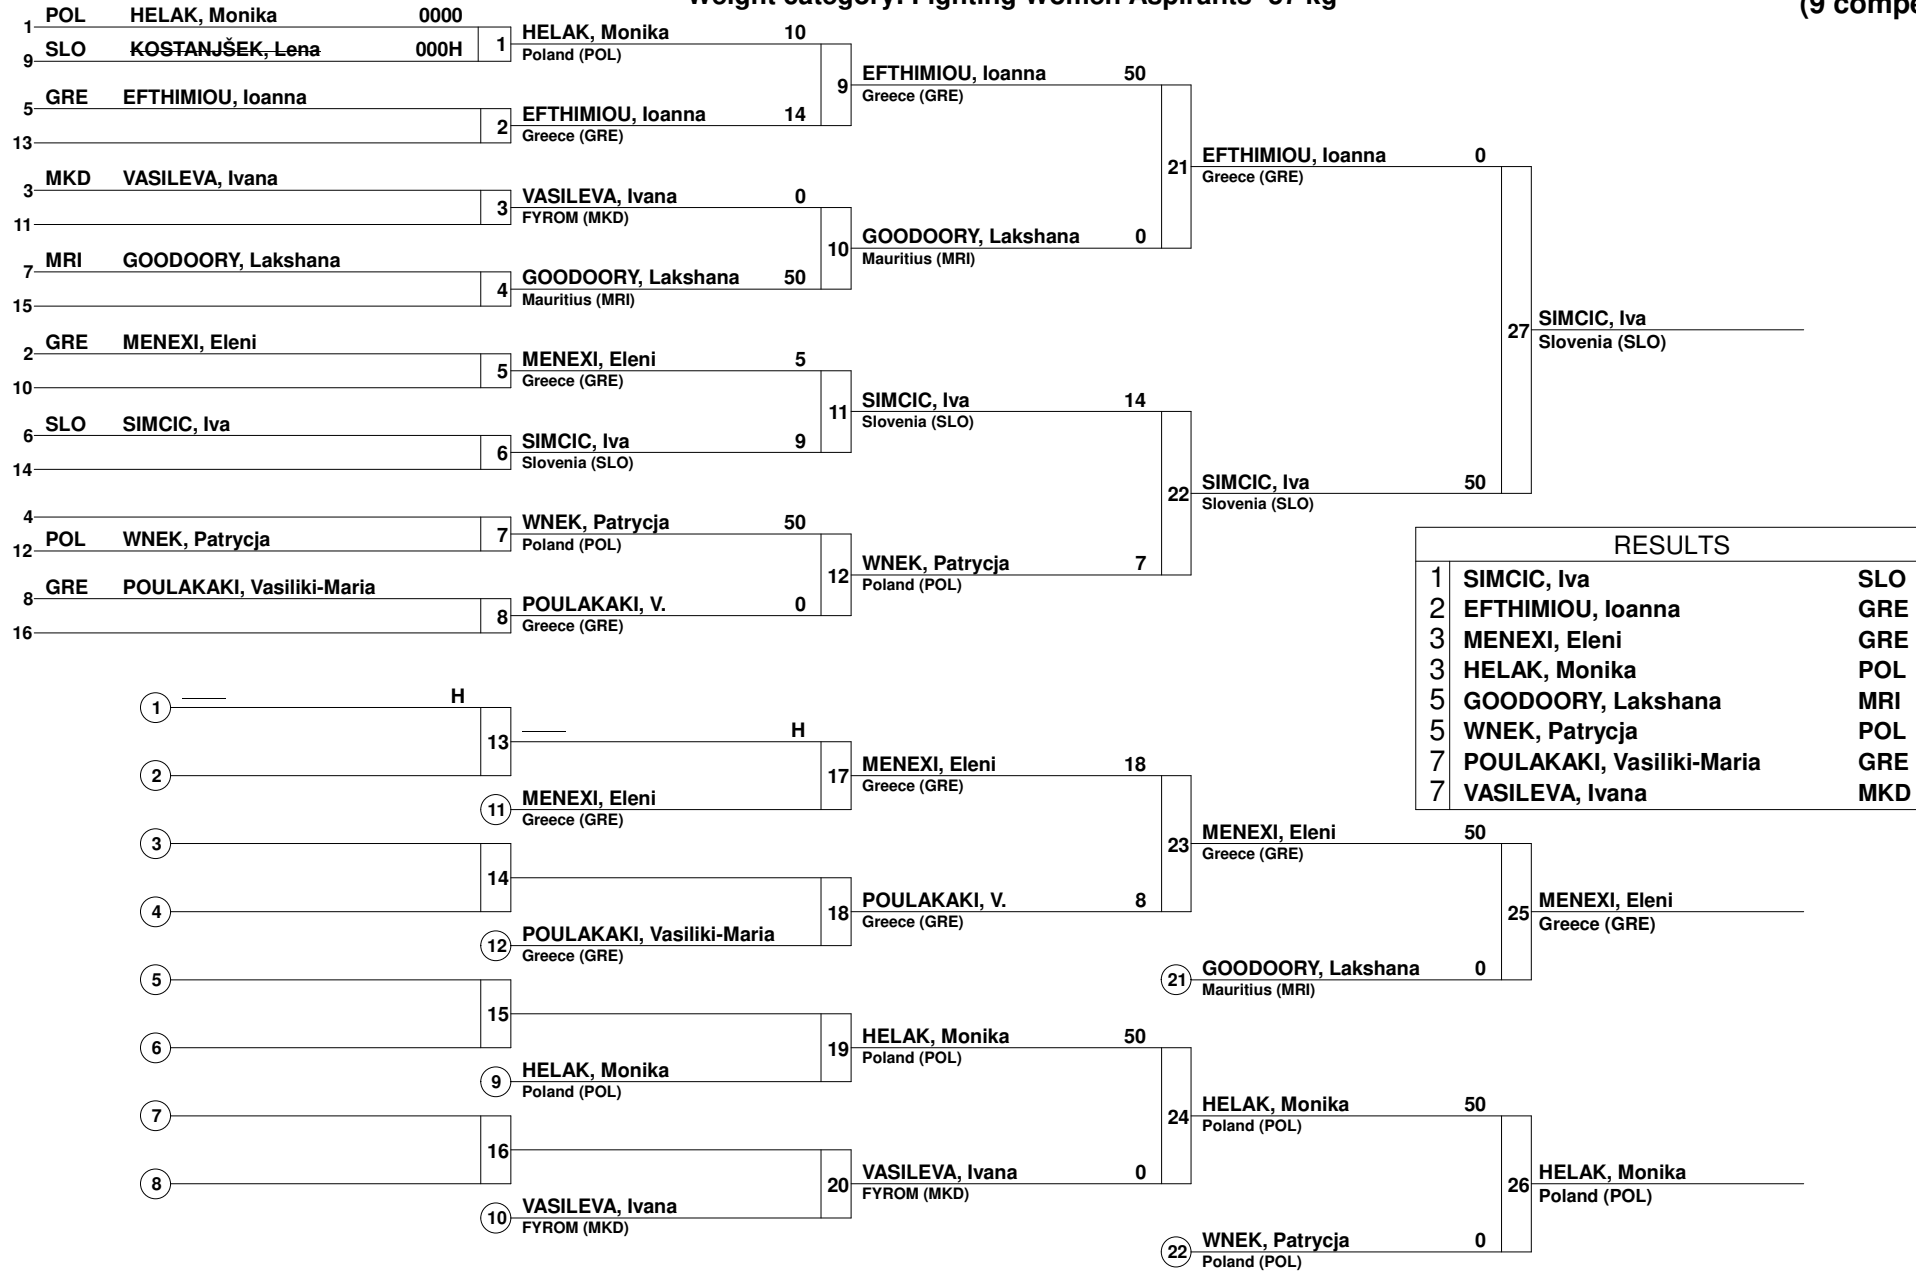 Weight category: Fighting Women Aspirants -57 kg
(9 compe
1 POL HELAK, Monika 0000
9 SLO KOSTANJŠEK, Lena 000H
1 HELAK, Monika 10
Poland (POL)
5 GRE EFTHIMIOU, Ioanna
13
2 EFTHIMIOU, Ioanna 14
Greece (GRE)
3 MKD VASILEVA, Ivana
11
3 VASILEVA, Ivana 0
FYROM (MKD)
7 MRI GOODOORY, Lakshana
15
4 GOODOORY, Lakshana 50
Mauritius (MRI)
2 GRE MENEXI, Eleni
10
5 MENEXI, Eleni 5
Greece (GRE)
6 SLO SIMCIC, Iva
14
6 SIMCIC, Iva 9
Slovenia (SLO)
4
12 POL WNEK, Patrycja
7 WNEK, Patrycja 50
Poland (POL)
8 GRE POULAKAKI, Vasiliki-Maria
16
8 POULAKAKI, V. 0
Greece (GRE)
9 EFTHIMIOU, Ioanna 50
Greece (GRE)
10 GOODOORY, Lakshana 0
Mauritius (MRI)
11 SIMCIC, Iva 14
Slovenia (SLO)
12 WNEK, Patrycja 7
Poland (POL)
21 EFTHIMIOU, Ioanna 0
Greece (GRE)
22 SIMCIC, Iva 50
Slovenia (SLO)
27 SIMCIC, Iva
Slovenia (SLO)
RESULTS
1 SIMCIC, Iva SLO
2 EFTHIMIOU, Ioanna GRE
3 MENEXI, Eleni GRE
3 HELAK, Monika POL
5 GOODOORY, Lakshana MRI
5 WNEK, Patrycja POL
7 POULAKAKI, Vasiliki-Maria GRE
7 VASILEVA, Ivana MKD
1 H
2
13 H
11 MENEXI, Eleni
Greece (GRE)
3
4
14
12 POULAKAKI, Vasiliki-Maria
Greece (GRE)
5
6
15
9 HELAK, Monika
Poland (POL)
7
8
16
10 VASILEVA, Ivana
FYROM (MKD)
17 MENEXI, Eleni 18
Greece (GRE)
18 POULAKAKI, V. 8
Greece (GRE)
19 HELAK, Monika 50
Poland (POL)
20 VASILEVA, Ivana 0
FYROM (MKD)
23 MENEXI, Eleni 50
Greece (GRE)
21 GOODOORY, Lakshana 0
Mauritius (MRI)
24 HELAK, Monika 50
Poland (POL)
22 WNEK, Patrycja 0
Poland (POL)
25 MENEXI, Eleni
Greece (GRE)
26 HELAK, Monika
Poland (POL)